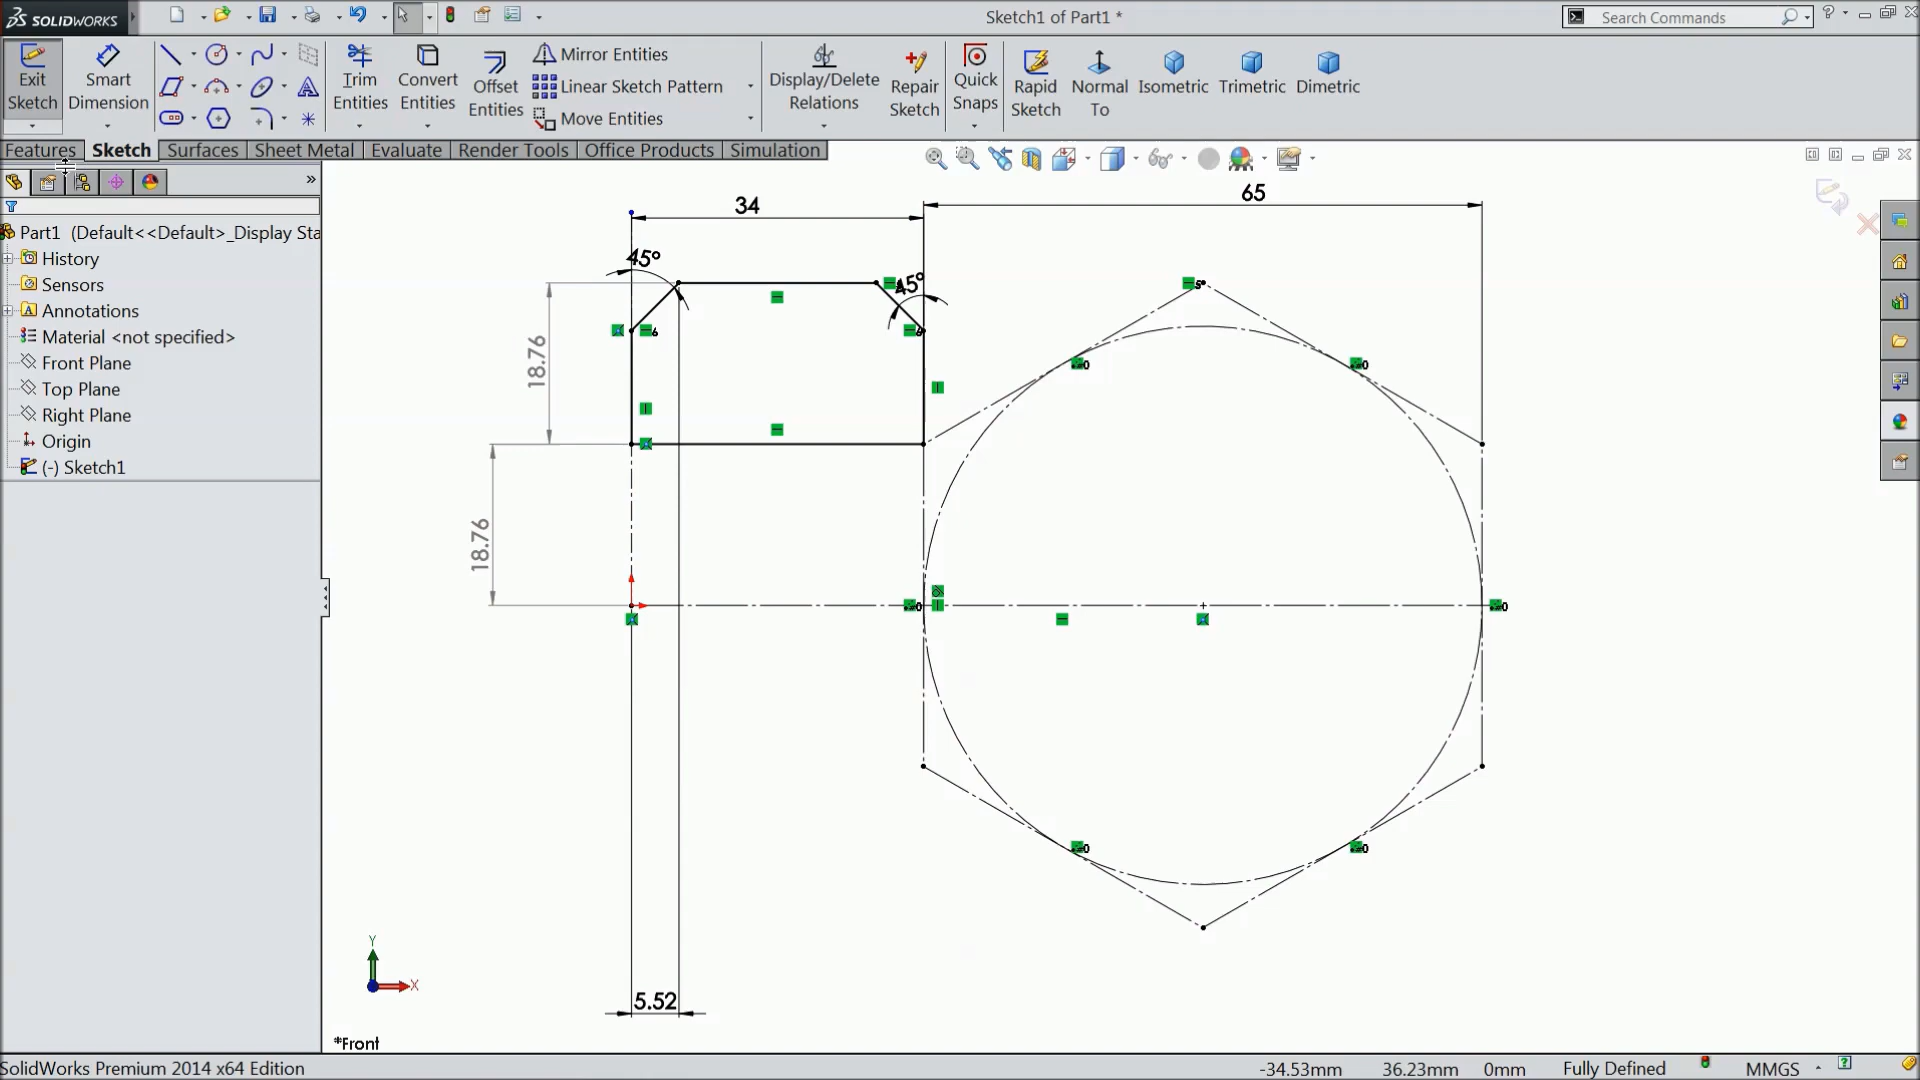 SOLIDWORKS
Sketch1 of Part1 *
Search Commands
?
Exit Sketch
Smart Dimension
Trim Entities
Convert Entities
Offset Entities
Mirror Entities
Linear Sketch Pattern
Move Entities
Display/Delete Relations
Repair Sketch
Quick Snaps
Rapid Sketch
Normal To
Isometric
Trimetric
Dimetric
Features
Sketch
Surfaces
Sheet Metal
Evaluate
Render Tools
Office Products
Simulation
»
Part1 (Default<<Default>_Display Sta
History
Sensors
Annotations
Material <not specified>
Front Plane
Top Plane
Right Plane
Origin
(-) Sketch1
34
65
45°
45°
18.76
18.76
5.52
Y
X
*Front
SolidWorks Premium 2014 x64 Edition
-34.53mm
36.23mm
0mm
Fully Defined
MMGS